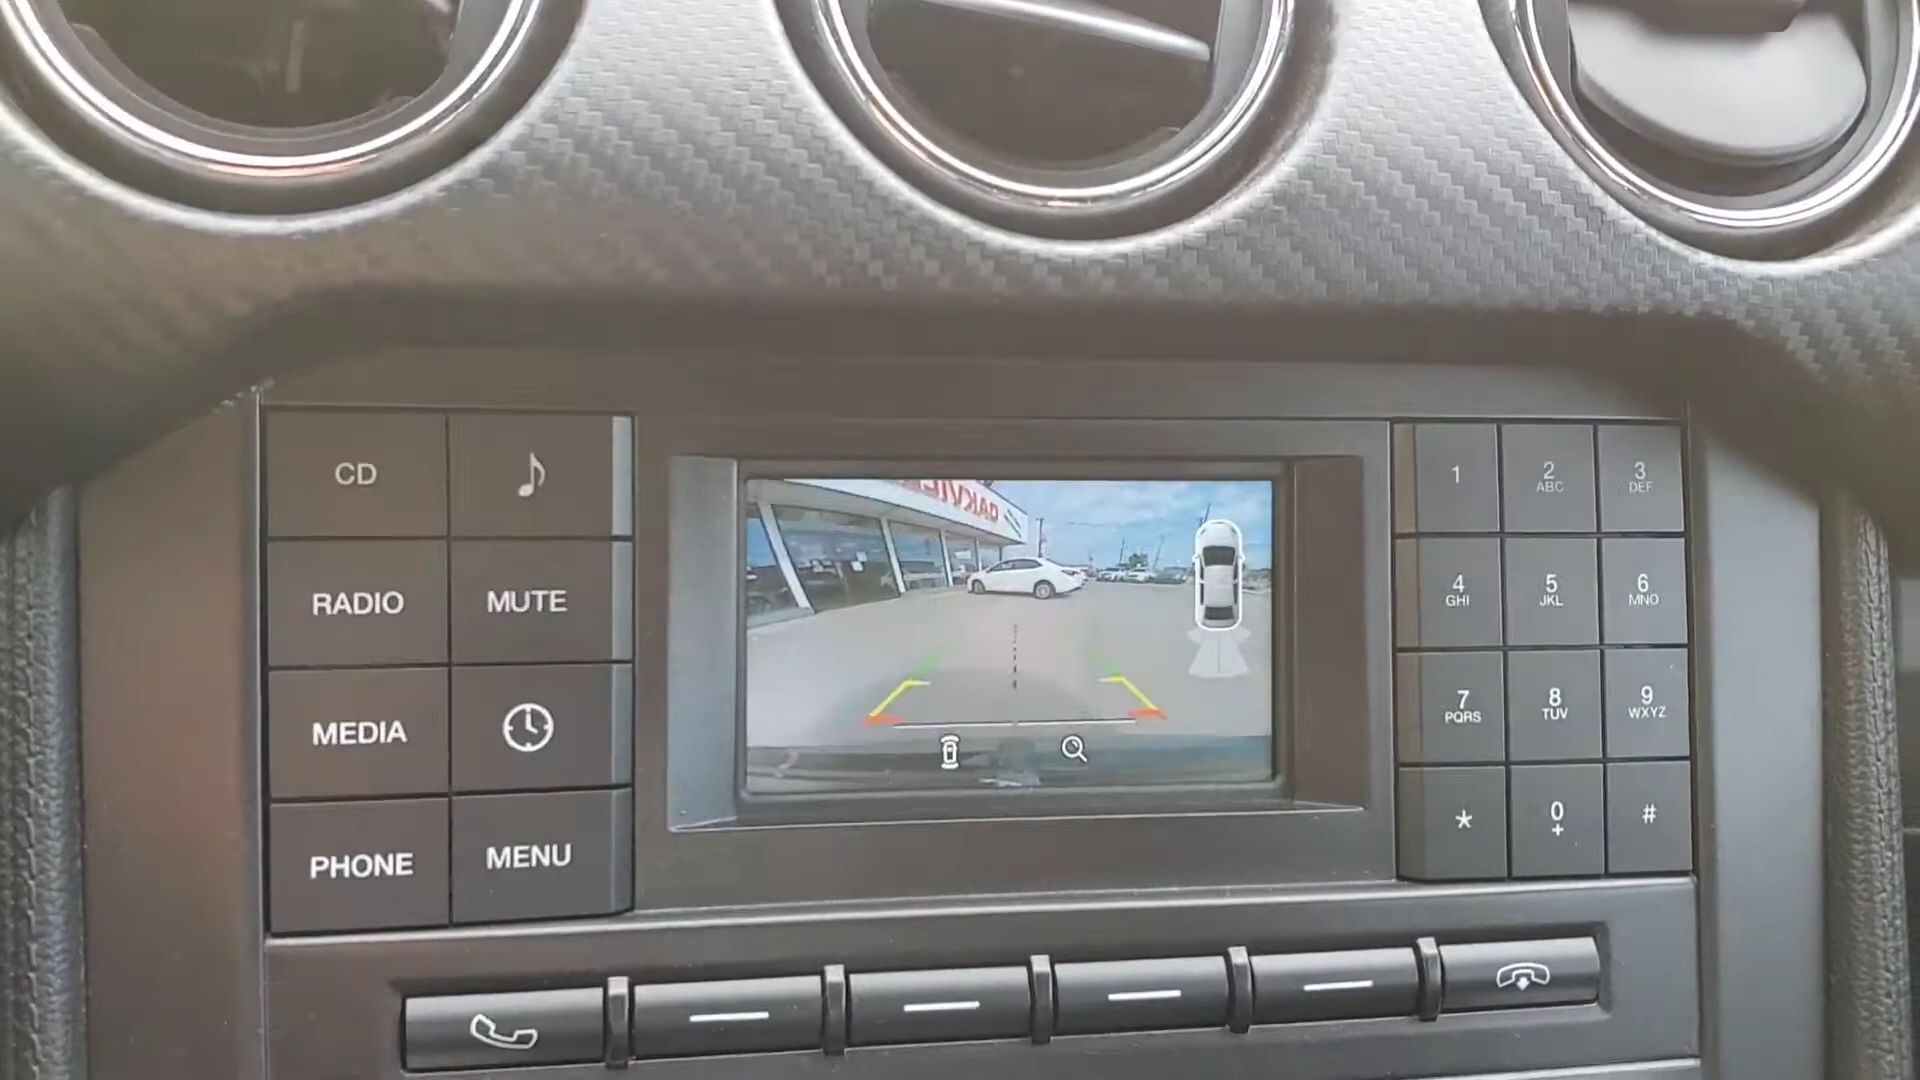 CD
RADIO
MUTE
MEDIA
PHONE
MENU
1
2
ABC
3
DEF
4
GHI
5
JKL
6
MNO
7
PQRS
8
TUV
9
WXYZ
*
0
+
#